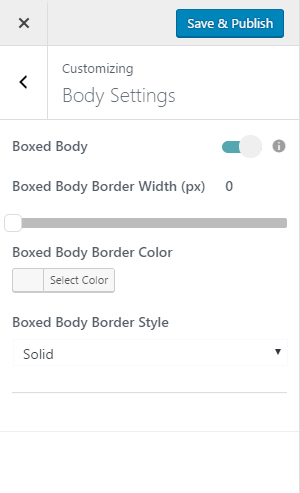 Save & Publish
Customizing
Body Settings
Boxed Body
Boxed Body Border Width (px) 0
Boxed Body Border Color
Select Color
Boxed Body Border Style
Solid